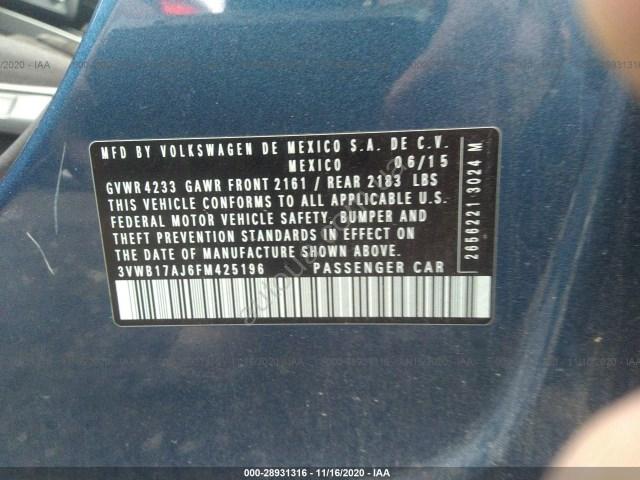 MFD BY VOLKSWAGEN DE MEXICO S.A. DE C.V.
MEXICO 06/15
GVWR 4233 GAWR FRONT 2161 / REAR 2183 LBS
THIS VEHICLE CONFORMS TO ALL APPLICABLE U.S.
FEDERAL MOTOR VEHICLE SAFETY, BUMPER AND
THEFT PREVENTION STANDARDS IN EFFECT ON
THE DATE OF MANUFACTURE SHOWN ABOVE.
3VWB17AJ6FM425196 PASSENGER CAR
2656221 3024 M
000-28931316 - 11/16/2020 - IAA